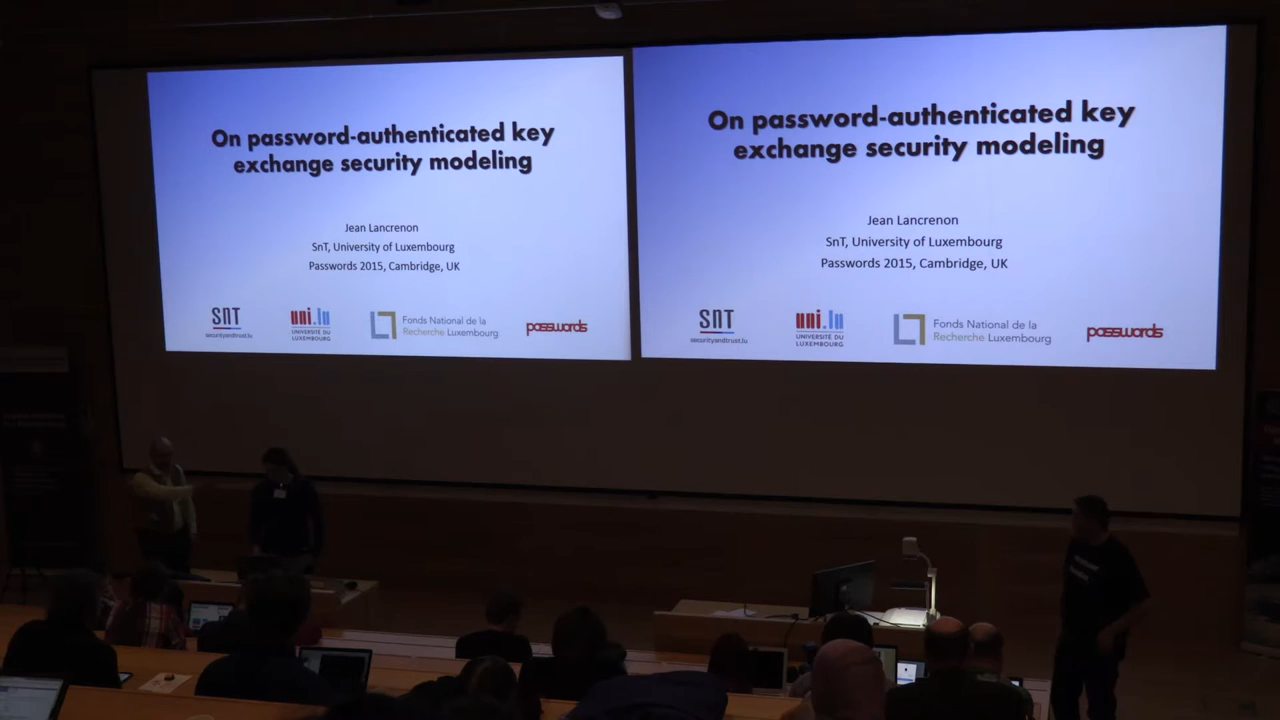 On password-authenticated key
exchange security modeling
Jean Lancrenon
SnT, University of Luxembourg
Passwords 2015, Cambridge, UK
SNT
securityandtrust.lu
uni.lu
UNIVERSITÉ DU
LUXEMBOURG
Fonds National de la
Recherche Luxembourg
passwords
On password-authenticated key
exchange security modeling
Jean Lancrenon
SnT, University of Luxembourg
Passwords 2015, Cambridge, UK
SNT
securityandtrust.lu
uni.lu
UNIVERSITÉ DU
LUXEMBOURG
Fonds National de la
Recherche Luxembourg
passwords